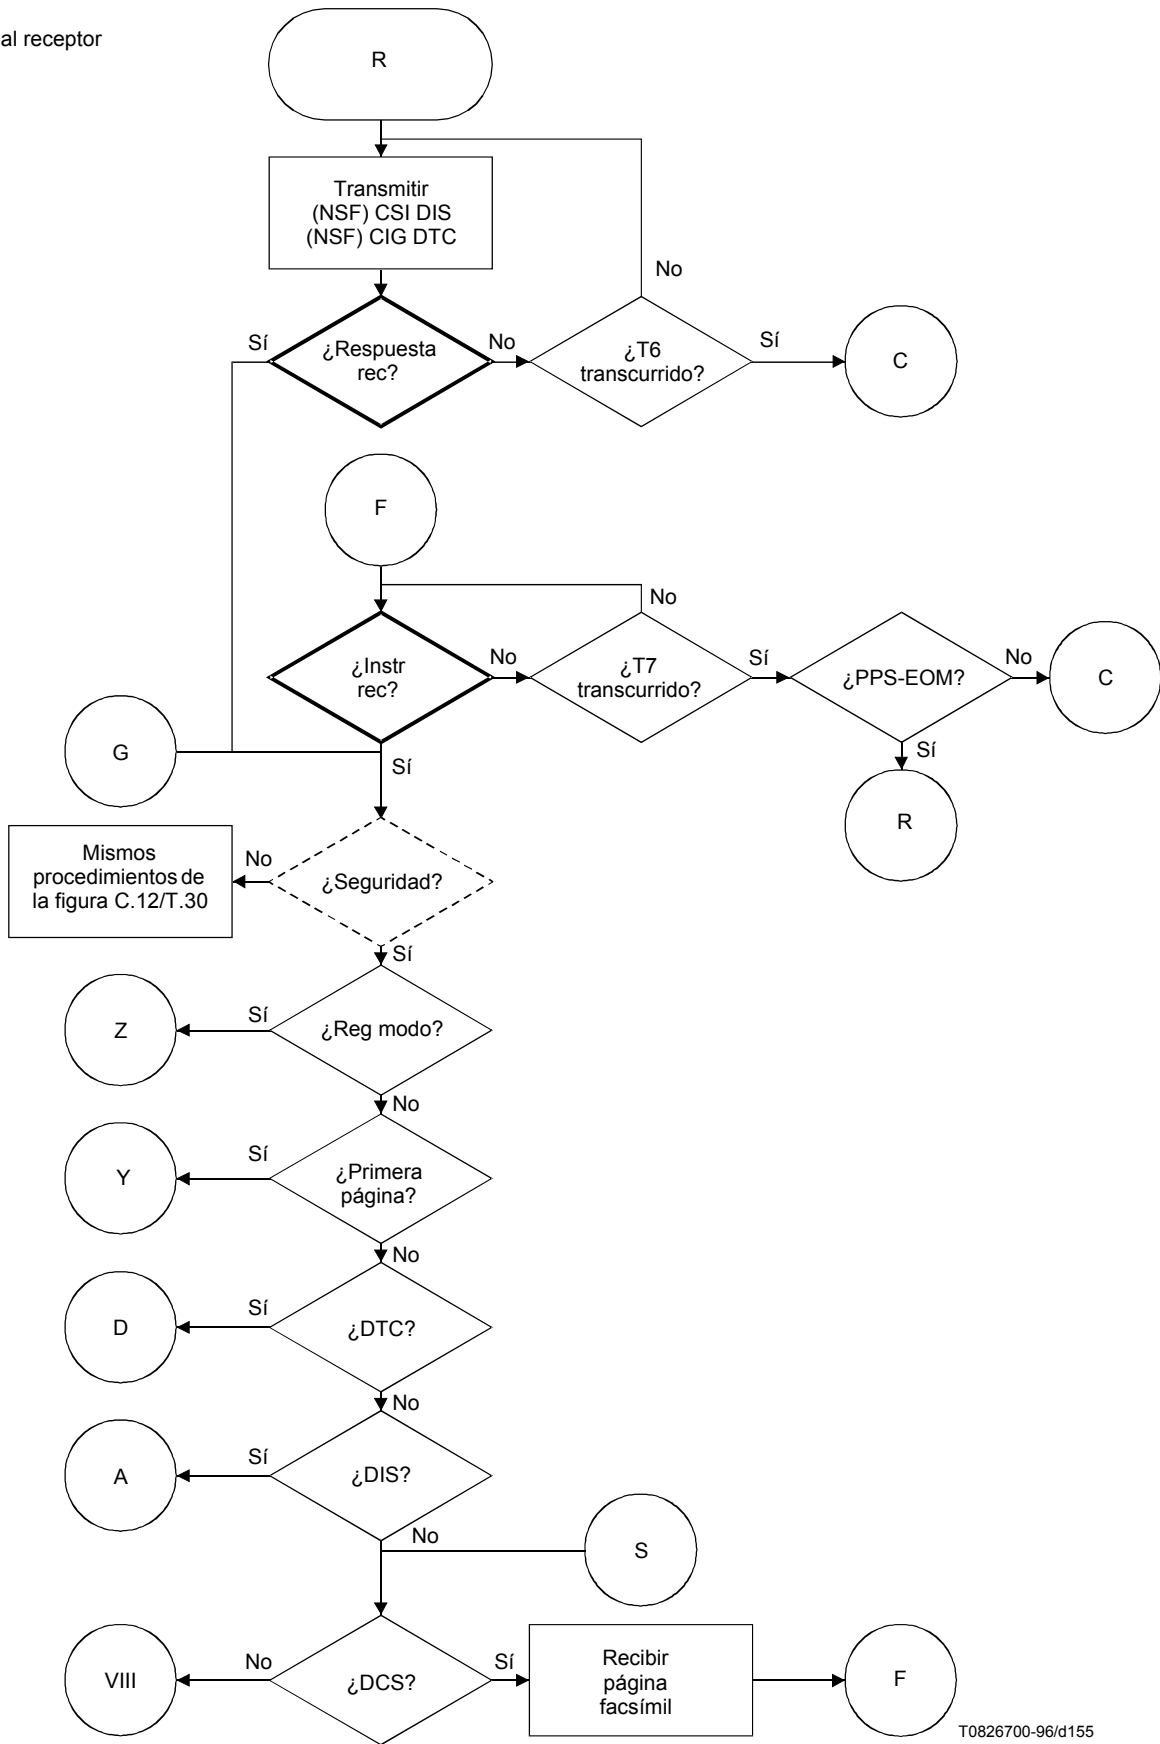 al receptor
R
Transmitir
(NSF) CSI DIS
(NSF) CIG DTC
No
Sí
¿Respuesta
rec?
No
¿T6
transcurrido?
Sí
C
F
No
¿Instr
rec?
No
¿T7
transcurrido?
Sí
¿PPS-EOM?
No
C
G
Sí
Sí
R
Mismos
procedimientos de
la figura C.12/T.30
No
¿Seguridad?
Sí
Z
Sí
¿Reg modo?
No
Y
Sí
¿Primera
página?
No
D
Sí
¿DTC?
No
A
Sí
¿DIS?
No
S
VIII
No
¿DCS?
Sí
Recibir
página
facsímil
F
T0826700-96/d155